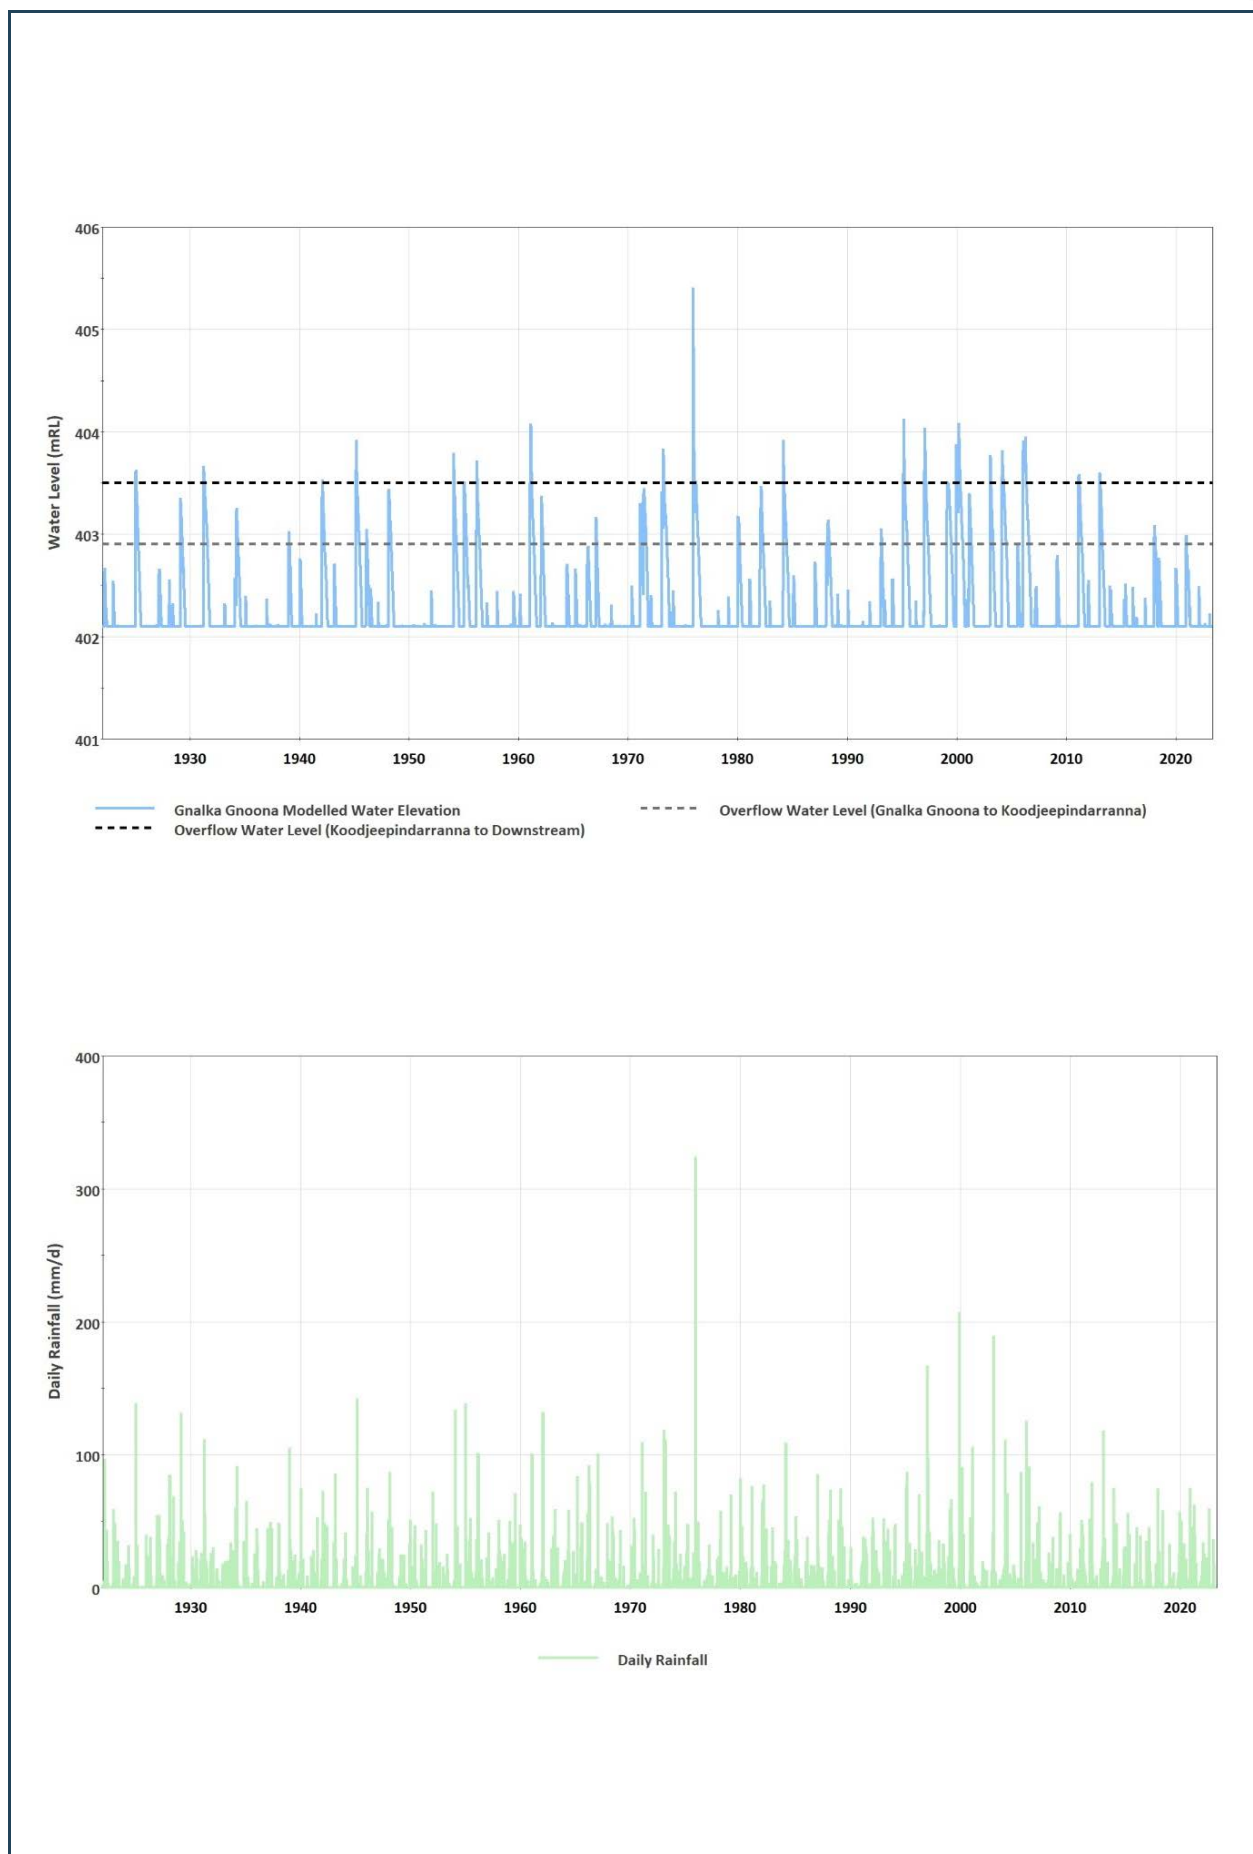 406
405
404
403
402
401
Water Level (mRL)
1930 1940 1950 1960 1970 1980 1990 2000 2010 2020
Gnalka Gnoona Modelled Water Elevation
Overflow Water Level (Gnalka Gnoona to Koodjeepindarranna)
Overflow Water Level (Koodjeepindarranna to Downstream)
400
300
200
100
0
Daily Rainfall (mm/d)
1930 1940 1950 1960 1970 1980 1990 2000 2010 2020
Daily Rainfall